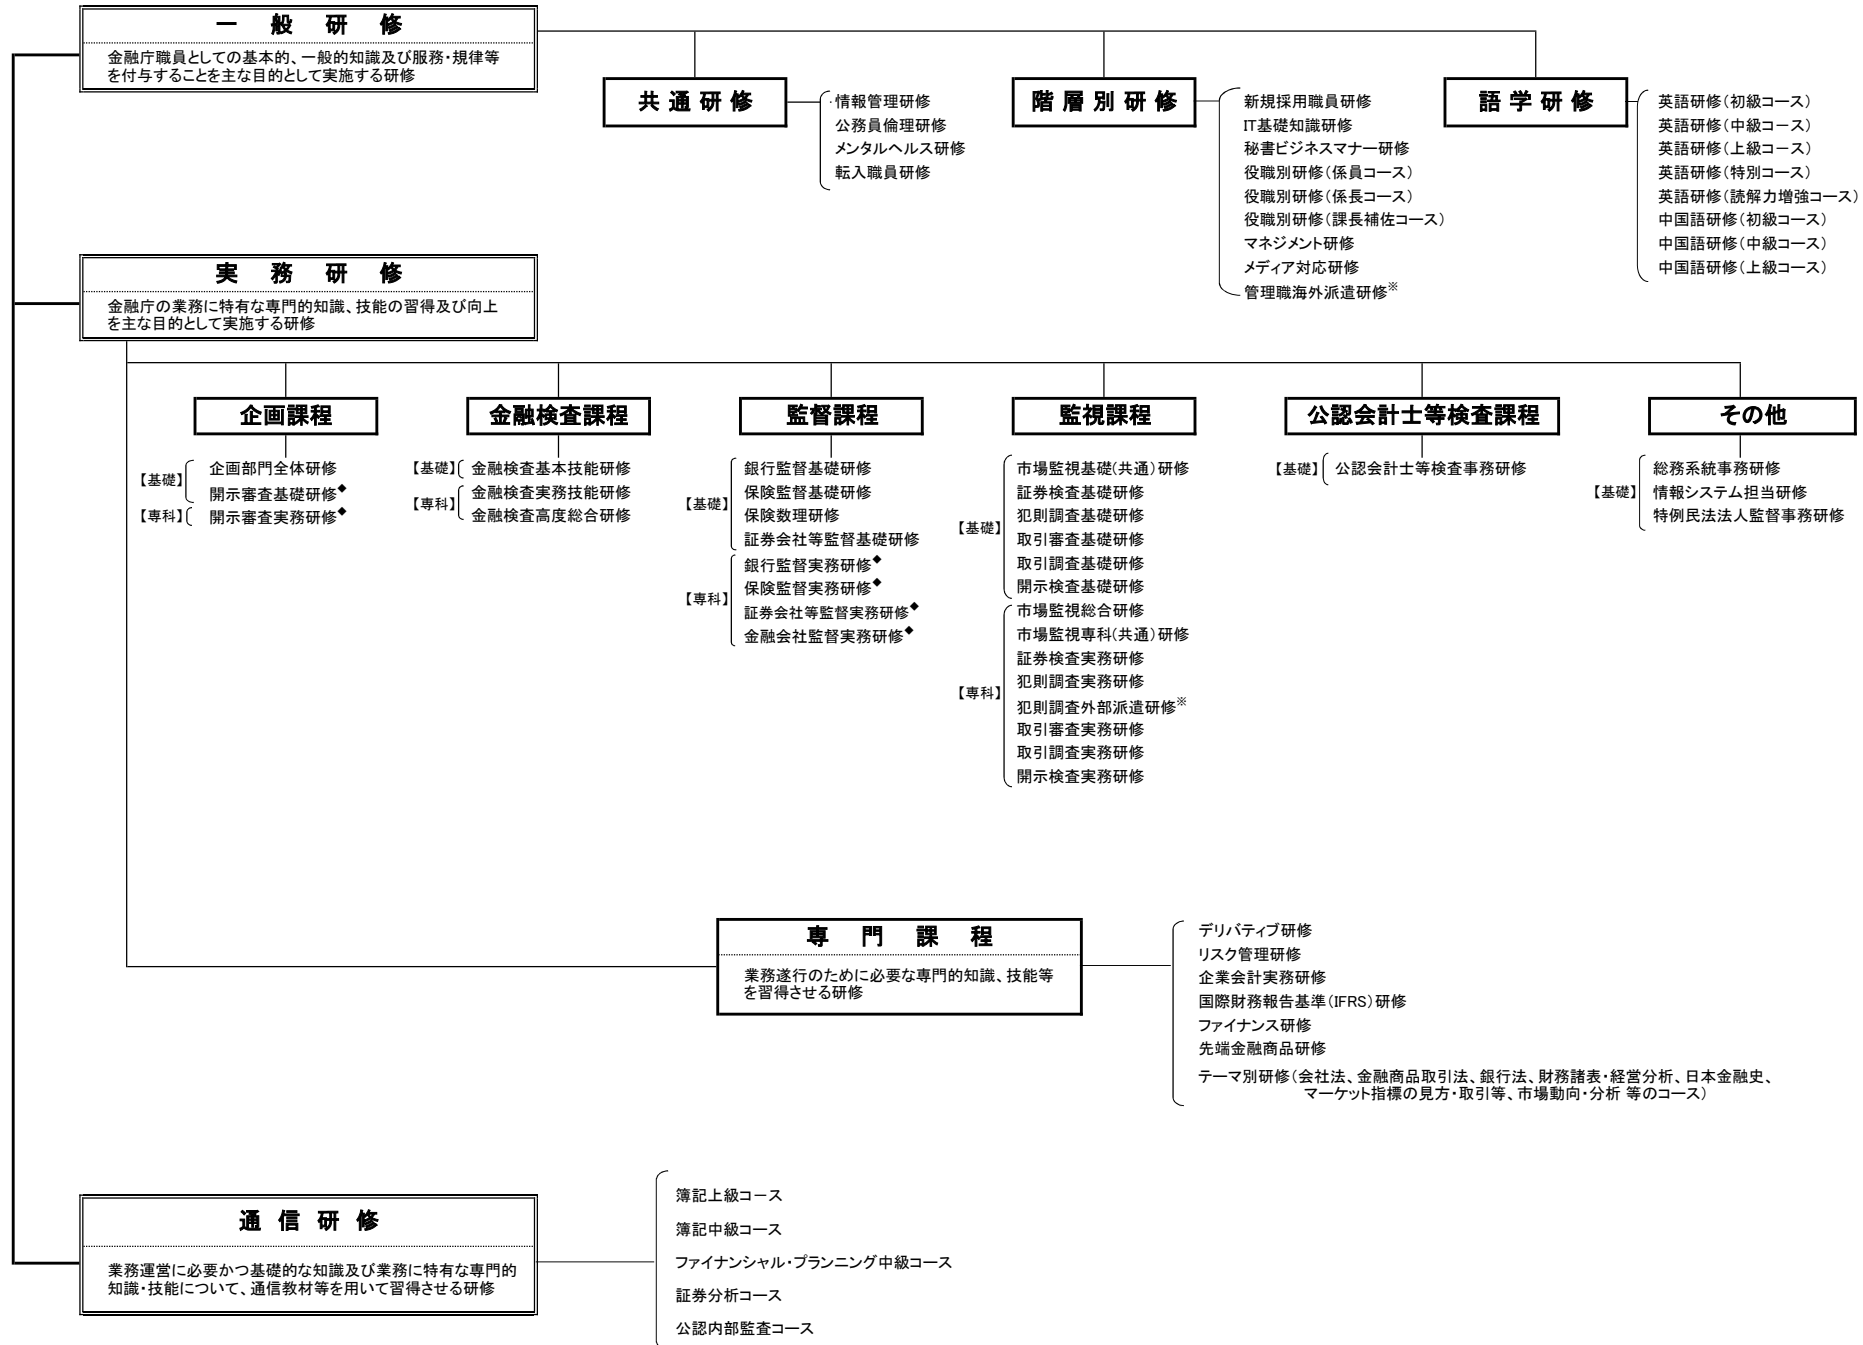 一　般　研　修
金融庁職員としての基本的、一般的知識及び服務・規律等
を付与することを主な目的として実施する研修
共 通 研 修
情報管理研修
公務員倫理研修
メンタルヘルス研修
転入職員研修
階 層 別 研 修
新規採用職員研修
IT基礎知識研修
秘書ビジネスマナー研修
役職別研修（係員コース）
役職別研修（係長コース）
役職別研修（課長補佐コース）
マネジメント研修
メディア対応研修
管理職海外派遣研修※
語 学 研 修
英語研修（初級コース）
英語研修（中級コース）
英語研修（上級コース）
英語研修（特別コース）
英語研修（読解力増強コース）
中国語研修（初級コース）
中国語研修（中級コース）
中国語研修（上級コース）
実　務　研　修
金融庁の業務に特有な専門的知識、技能の習得及び向上
を主な目的として実施する研修
企画課程
【基礎】
企画部門全体研修
開示審査基礎研修◆
【専科】
開示審査実務研修◆
金融検査課程
【基礎】
金融検査基本技能研修
【専科】
金融検査実務技能研修
金融検査高度総合研修
監督課程
【基礎】
銀行監督基礎研修
保険監督基礎研修
保険数理研修
証券会社等監督基礎研修
【専科】
銀行監督実務研修◆
保険監督実務研修◆
証券会社等監督実務研修◆
金融会社監督実務研修◆
監視課程
【基礎】
市場監視基礎（共通）研修
証券検査基礎研修
犯則調査基礎研修
取引審査基礎研修
取引調査基礎研修
開示検査基礎研修
【専科】
市場監視総合研修
市場監視専科（共通）研修
証券検査実務研修
犯則調査実務研修
犯則調査外部派遣研修※
取引審査実務研修
取引調査実務研修
開示検査実務研修
公認会計士等検査課程
【基礎】
公認会計士等検査事務研修
その他
【基礎】
総務系統事務研修
情報システム担当研修
特例民法法人監督事務研修
専　門　課　程
業務遂行のために必要な専門的知識、技能等
を習得させる研修
デリバティブ研修
リスク管理研修
企業会計実務研修
国際財務報告基準（IFRS）研修
ファイナンス研修
先端金融商品研修
テーマ別研修（会社法、金融商品取引法、銀行法、財務諸表・経営分析、日本金融史、
マーケット指標の見方・取引等、市場動向・分析 等のコース）
通 信 研 修
業務運営に必要かつ基礎的な知識及び業務に特有な専門的
知識・技能について、通信教材等を用いて習得させる研修
簿記上級コース
簿記中級コース
ファイナンシャル・プランニング中級コース
証券分析コース
公認内部監査コース